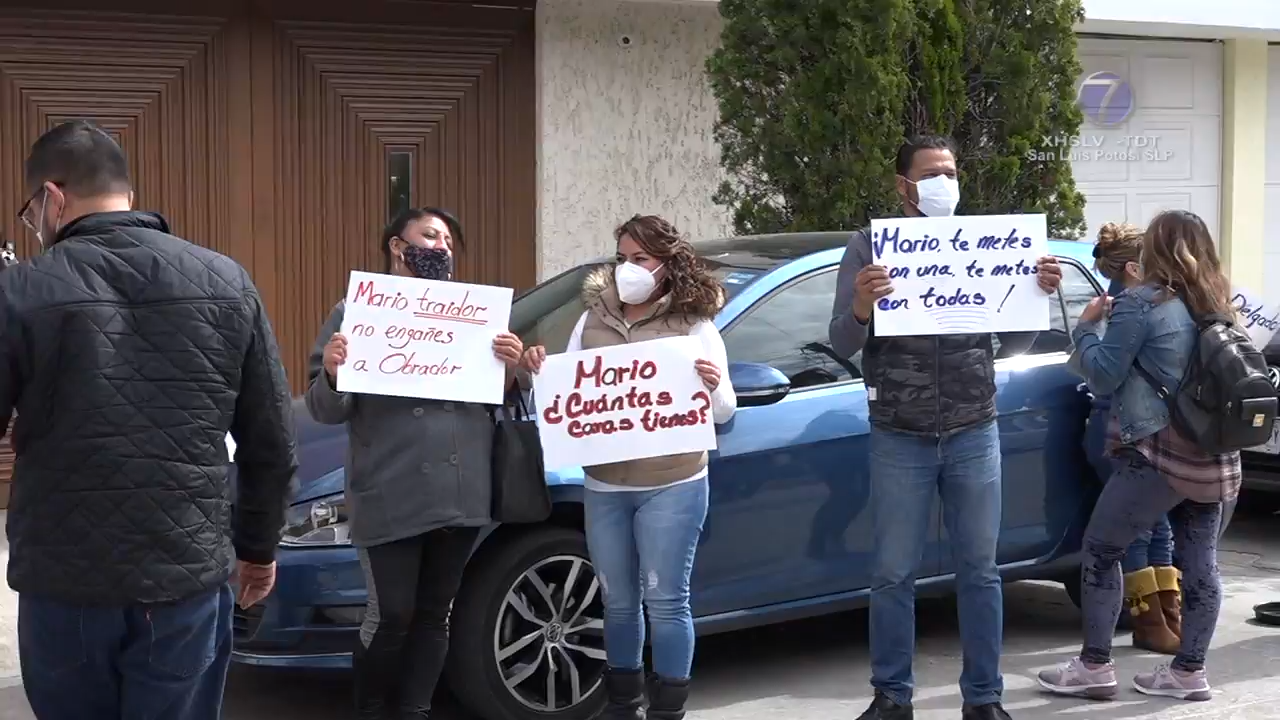 7
XHSLV -TDT
San Luis Potosí, SLP
Mario traidor
no engañes
a Obrador
Mario
¿Cuántas
caras tienes?
¡Mario, te metes
con una, te metes
con todas!
Delgado